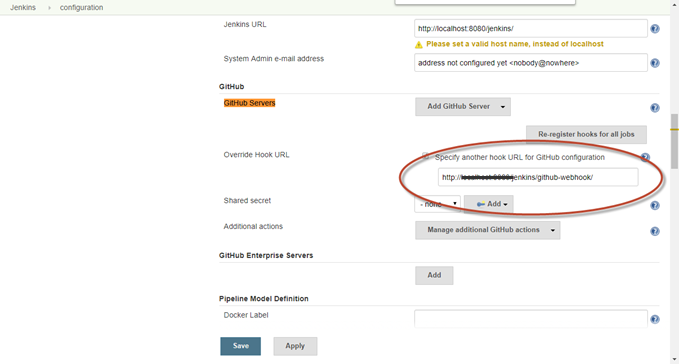 Jenkins configuration
Jenkins URL
http://localhost:8080/jenkins/
Please set a valid host name, instead of localhost
System Admin e-mail address
address not configured yet <nobody@nowhere>
GitHub
GitHub Servers
Add GitHub Server
Re-register hooks for all jobs
Override Hook URL
Specify another hook URL for GitHub configuration
http://localhost:8080/jenkins/github-webhook/
Shared secret
- none -
Add
Additional actions
Manage additional GitHub actions
GitHub Enterprise Servers
Add
Pipeline Model Definition
Docker Label
Save
Apply